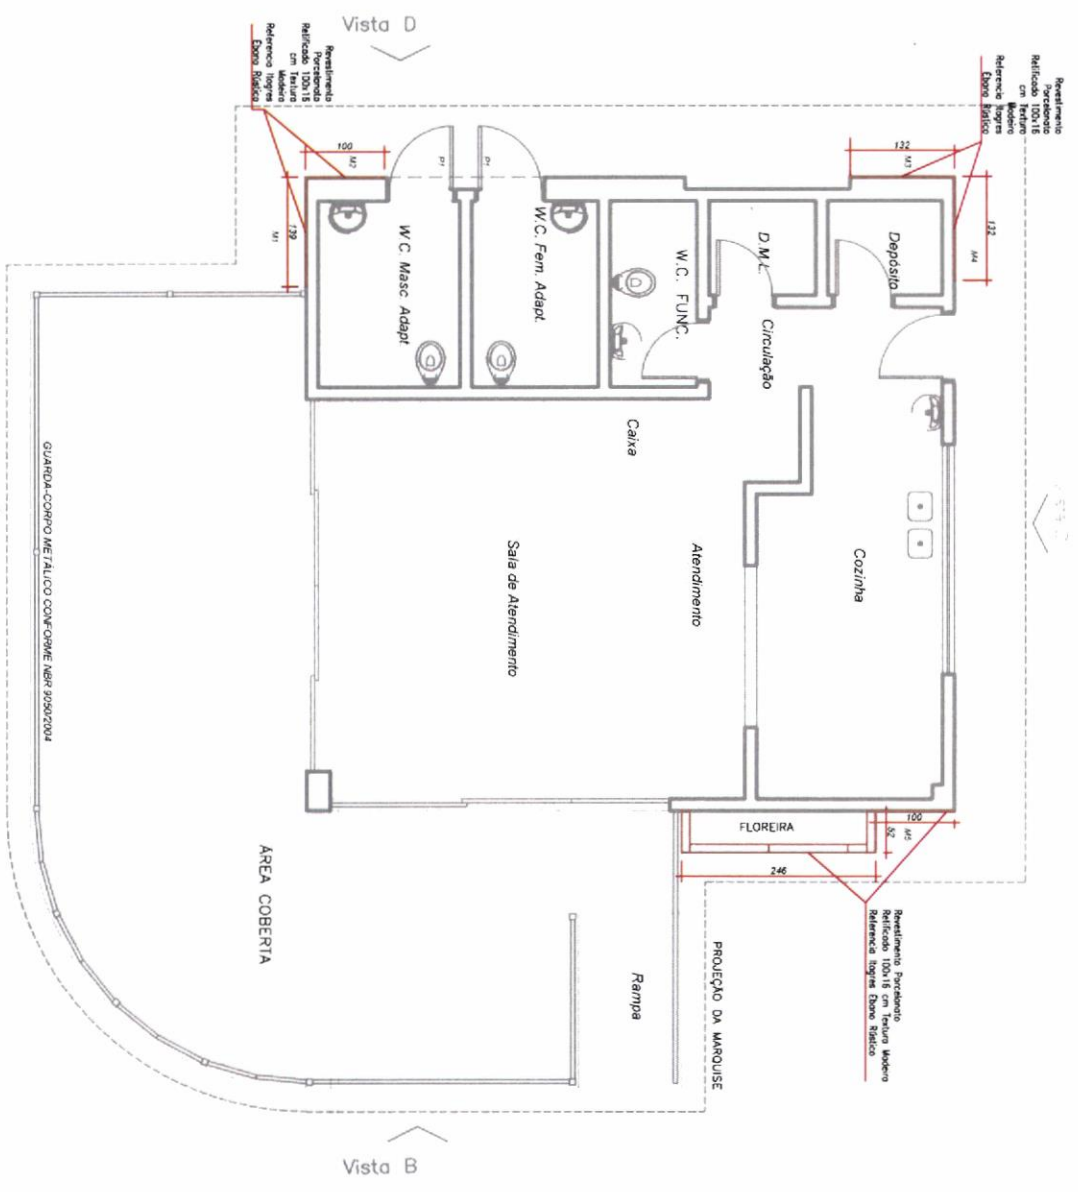 Vista D
Revestimento
Porcelanato
Retificado 100x16
cm Textura
Madeira
Referencia Itagres
Ebano Rústico
Revestimento
Porcelanato
Retificado 100x16
cm Textura
Madeira
Referencia Itagres
Ebano Rústico
100
M2
P1
P1
132
M3
139
M1
132
M4
W.C. Masc. Adapt.
W.C. Fem. Adapt.
W.C. FUNC.
D.M.L.
Depósito
Circulação
Caixa
GUARDA-CORPO METÁLICO CONFORME NBR 9050/2004
Sala de Atendimento
Atendimento
Cozinha
FLOREIRA
100
M5
52
246
ÁREA COBERTA
Rampa
PROJEÇÃO DA MARQUISE
Revestimento Porcelanato
Retificado 100x16 cm Textura Madeira
Referencia Itagres Ebano Rústico
Vista B